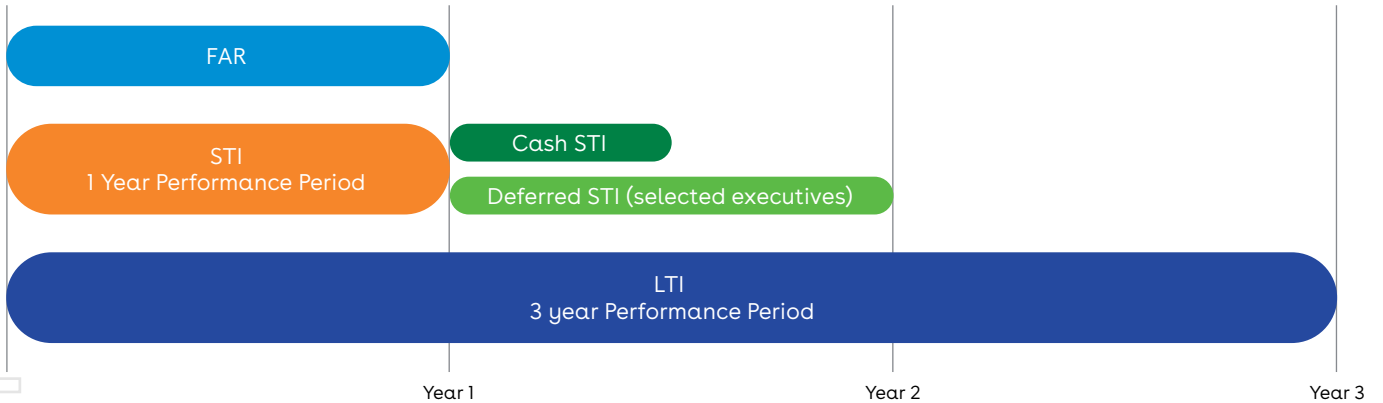 FAR
STI
1 Year Performance Period
Cash STI
Deferred STI (selected executives)
LTI
3 year Performance Period
Year 1
Year 2
Year 3